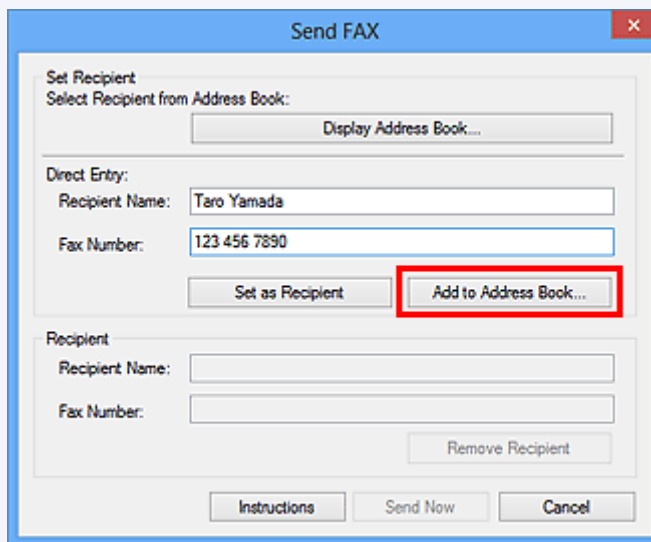 Send FAX
Set Recipient
Select Recipient from Address Book:
Display Address Book...
Direct Entry:
Recipient Name: Taro Yamada
Fax Number: 123 456 7890
Set as Recipient Add to Address Book...
Recipient
Recipient Name:
Fax Number:
Remove Recipient
Instructions Send Now Cancel